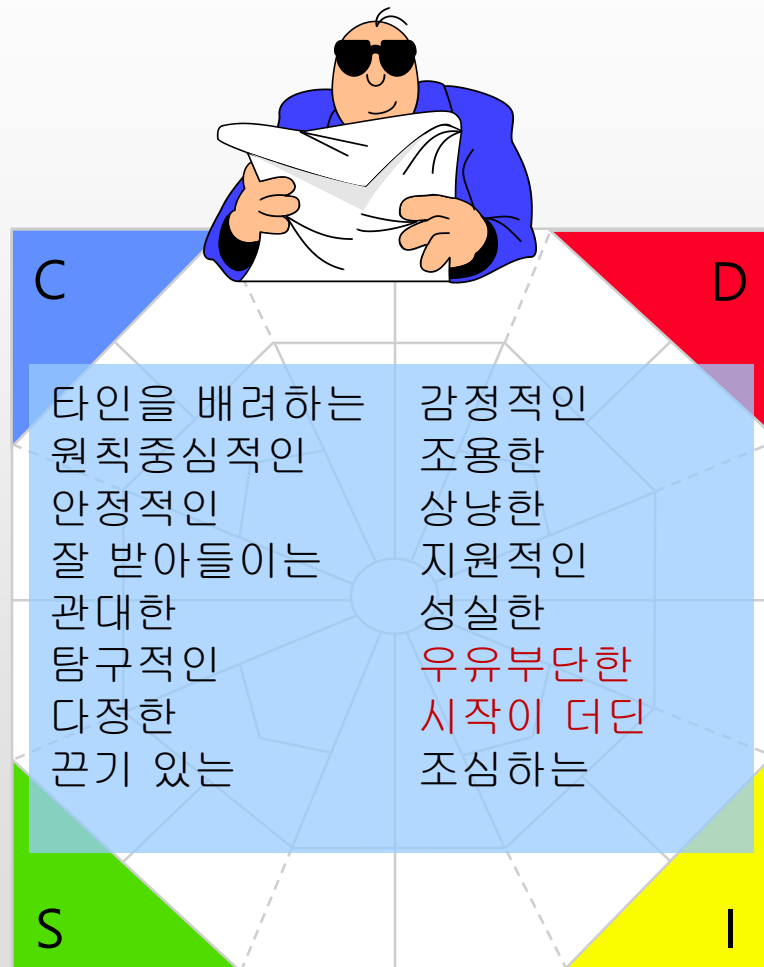 C
D
타인을 배려하는
원칙중심적인
안정적인
잘 받아들이는
관대한
탐구적인
다정한
끈기 있는
감정적인
조용한
상냥한
지원적인
성실한
우유부단한
시작이 더딘
조심하는
S
I